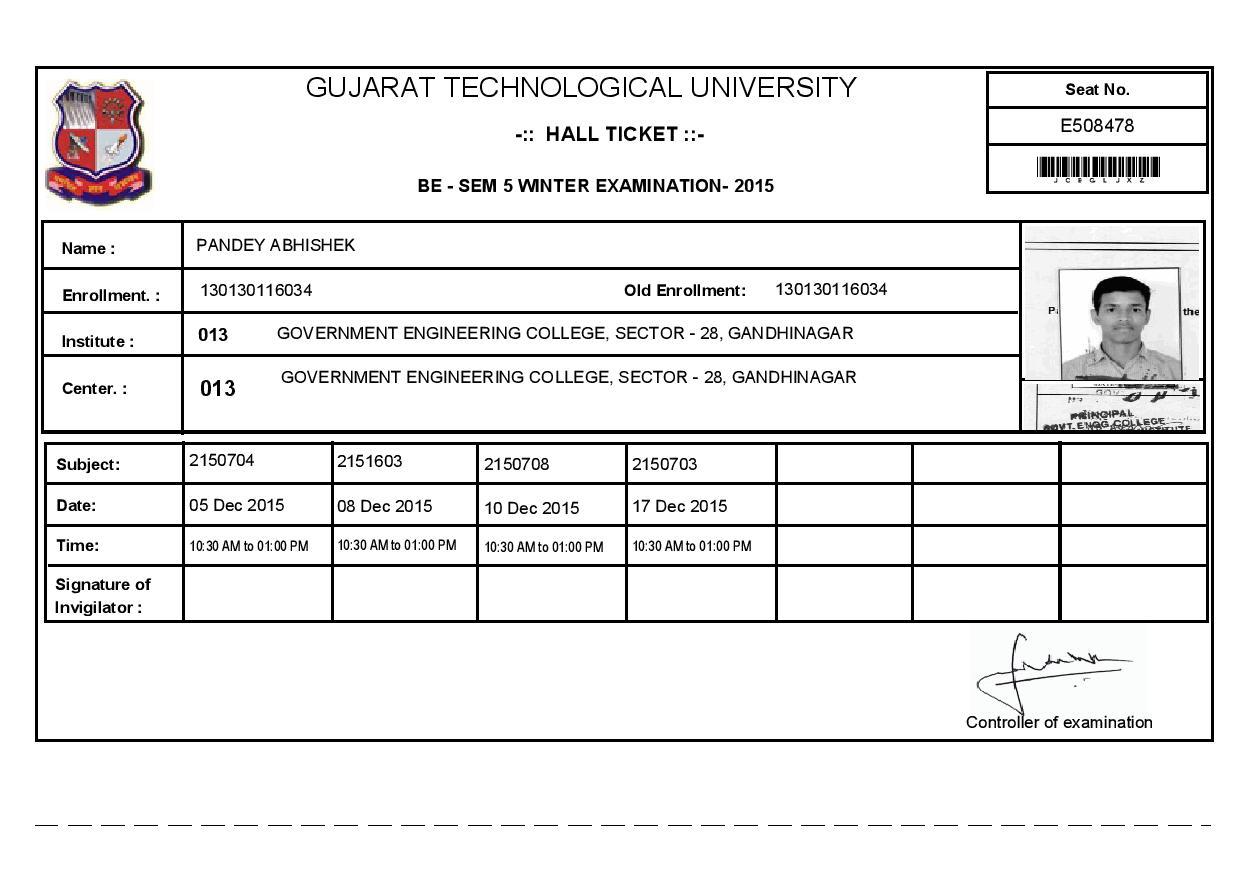 GUJARAT TECHNOLOGICAL UNIVERSITY
-:: HALL TICKET ::-
BE - SEM 5 WINTER EXAMINATION- 2015
Seat No.
E508478
Name : PANDEY ABHISHEK
Enrollment. : 130130116034 Old Enrollment: 130130116034
Institute : 013 GOVERNMENT ENGINEERING COLLEGE, SECTOR - 28, GANDHINAGAR
Center. : 013 GOVERNMENT ENGINEERING COLLEGE, SECTOR - 28, GANDHINAGAR
the
PRINCIPAL
GOVT. ENGG. COLLEGE
Subject: 2150704 2151603 2150708 2150703
Date: 05 Dec 2015 08 Dec 2015 10 Dec 2015 17 Dec 2015
Time: 10:30 AM to 01:00 PM 10:30 AM to 01:00 PM 10:30 AM to 01:00 PM 10:30 AM to 01:00 PM
Signature of
Invigilator :
Controller of examination